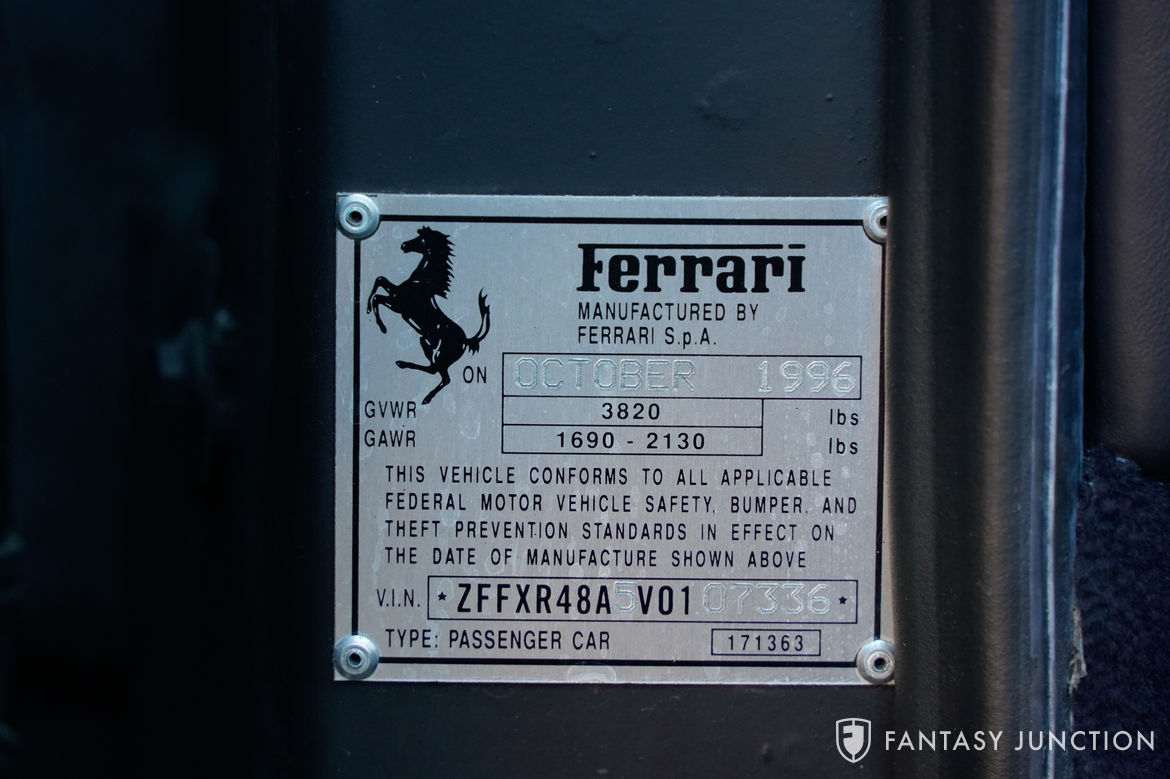 Ferrari
MANUFACTURED BY
FERRARI S.p.A.
ON OCTOBER 1996
GVWR 3820 lbs
GAWR 1690 - 2130 lbs
THIS VEHICLE CONFORMS TO ALL APPLICABLE
FEDERAL MOTOR VEHICLE SAFETY, BUMPER, AND
THEFT PREVENTION STANDARDS IN EFFECT ON
THE DATE OF MANUFACTURE SHOWN ABOVE
V.I.N. * ZFFXR48A5V0107336 *
TYPE: PASSENGER CAR 171363
FANTASY JUNCTION